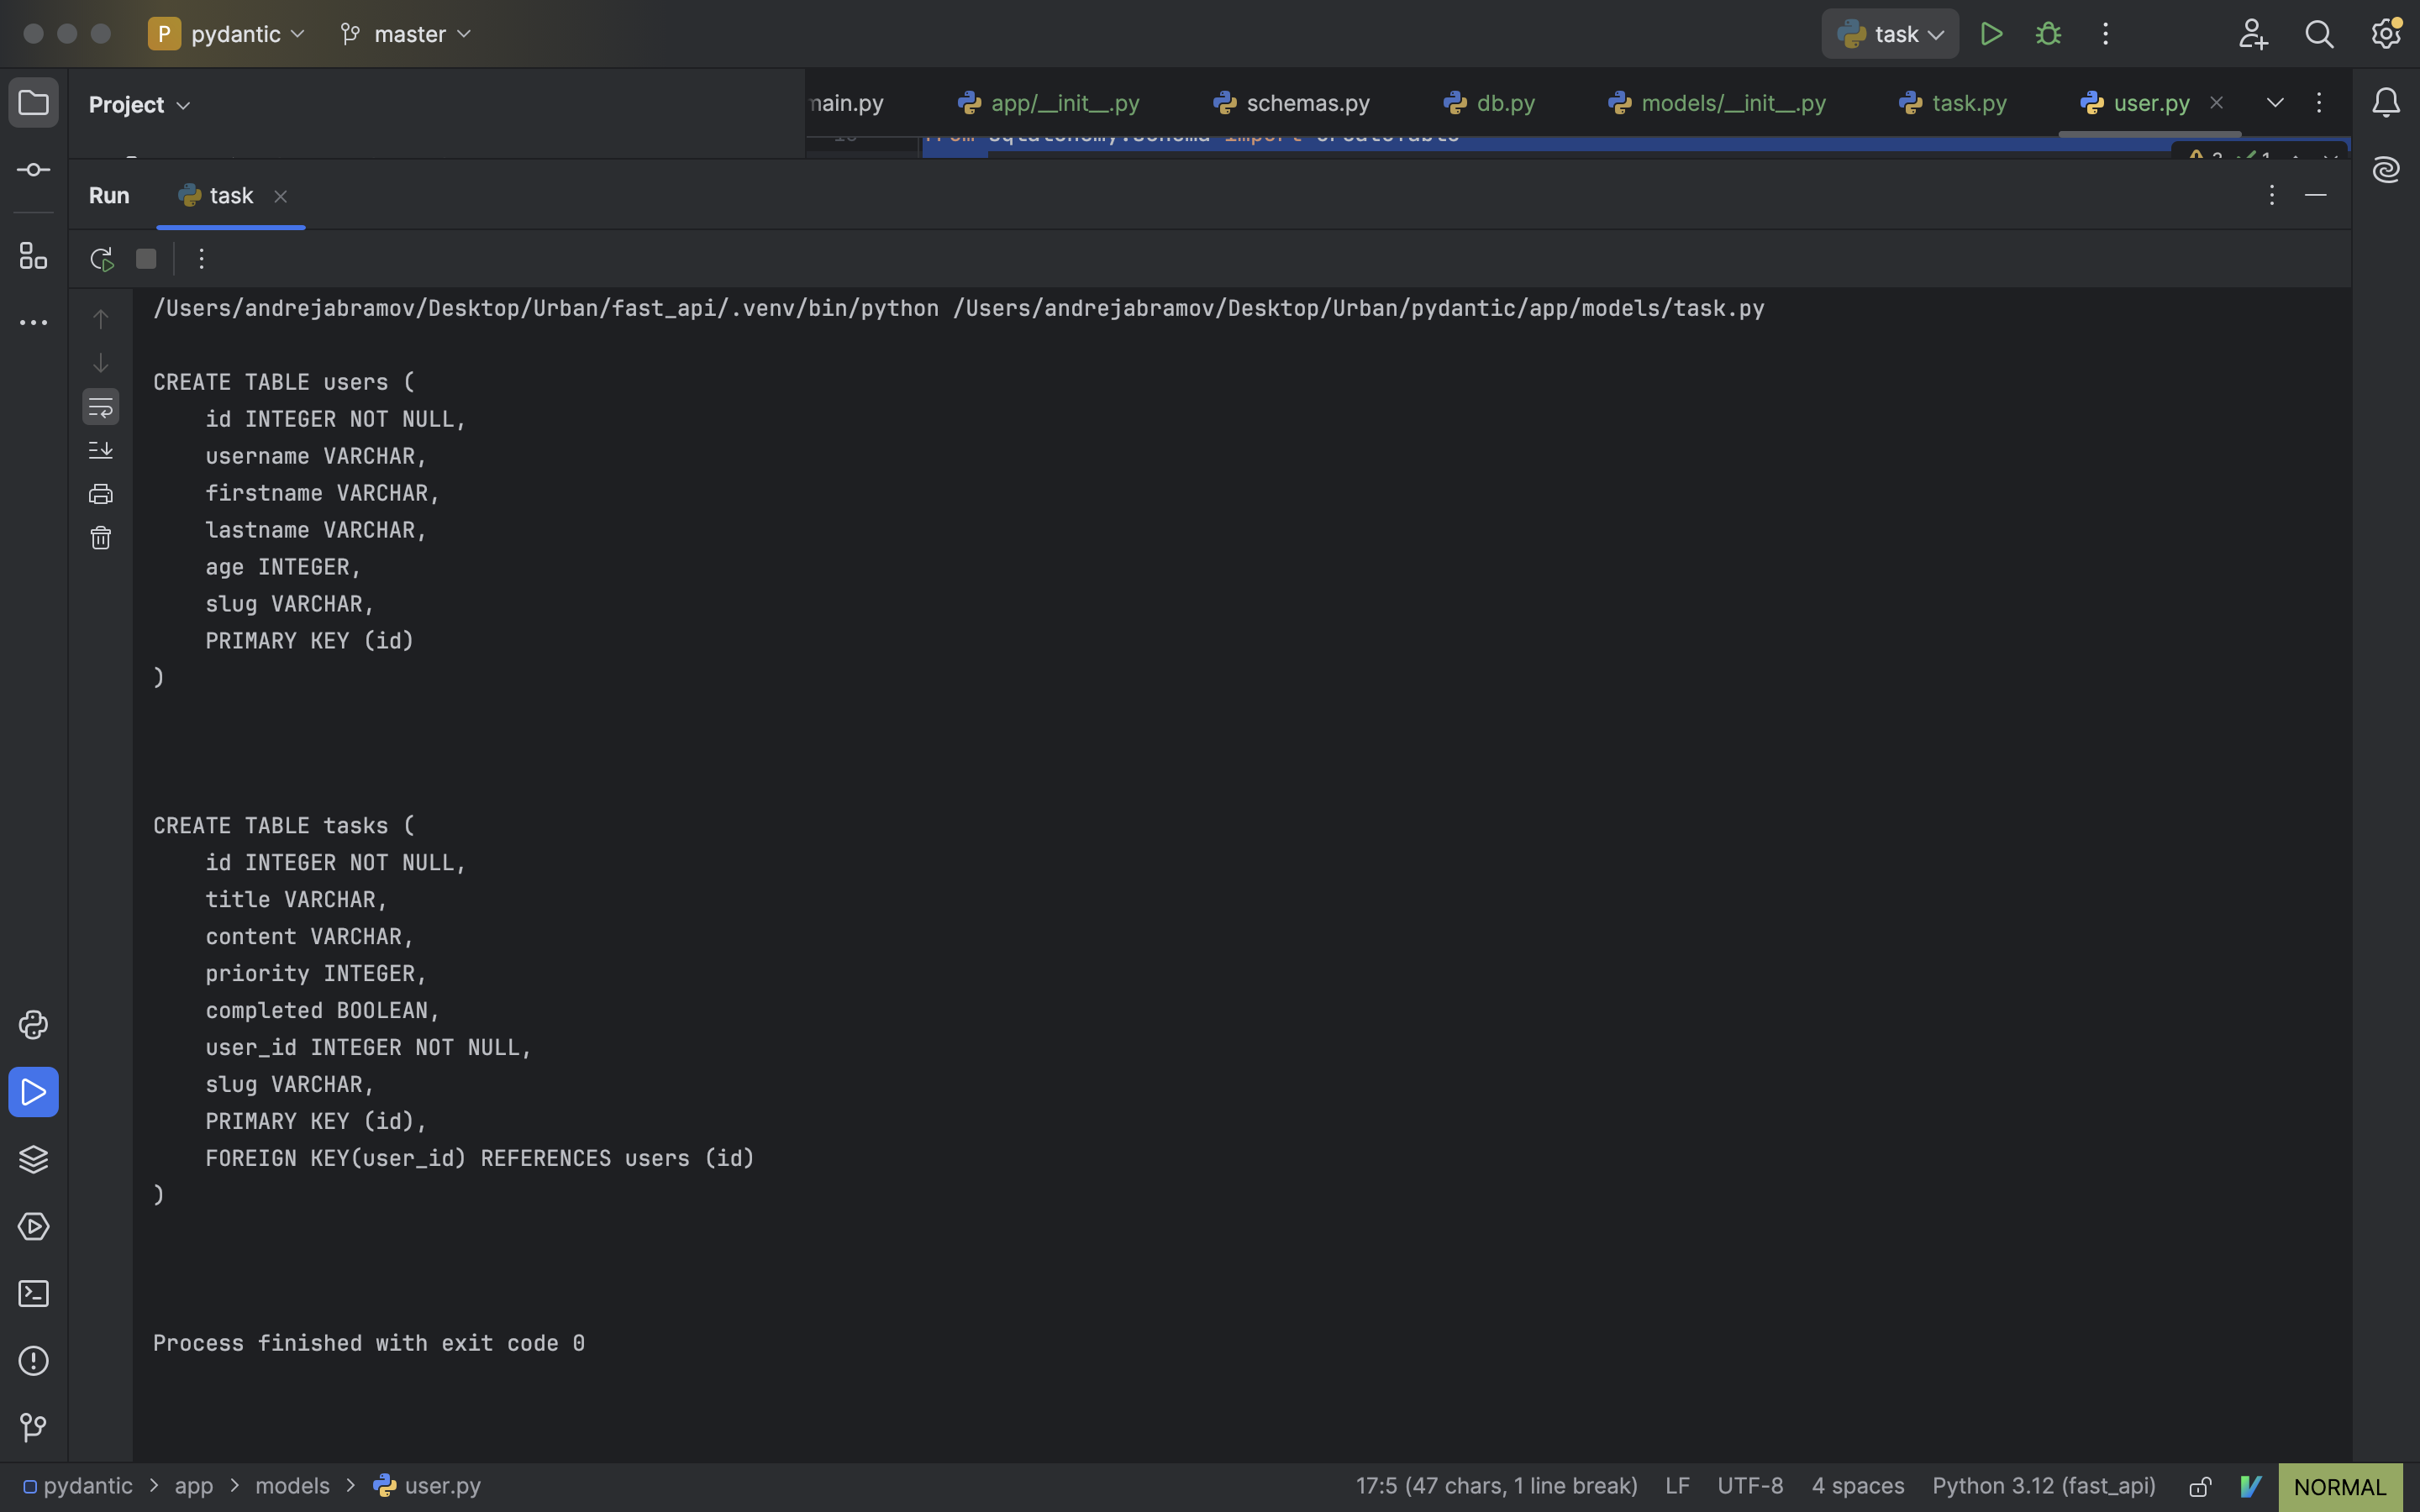 P pydantic master task
Project
main.py app/__init__.py schemas.py db.py models/__init__.py task.py user.py
import
Run task
/Users/andrejabramov/Desktop/Urban/fast_api/.venv/bin/python /Users/andrejabramov/Desktop/Urban/pydantic/app/models/task.py
CREATE TABLE users (
id INTEGER NOT NULL,
username VARCHAR,
firstname VARCHAR,
lastname VARCHAR,
age INTEGER,
slug VARCHAR,
PRIMARY KEY (id)
)
CREATE TABLE tasks (
id INTEGER NOT NULL,
title VARCHAR,
content VARCHAR,
priority INTEGER,
completed BOOLEAN,
user_id INTEGER NOT NULL,
slug VARCHAR,
PRIMARY KEY (id),
FOREIGN KEY(user_id) REFERENCES users (id)
)
Process finished with exit code 0
pydantic > app > models > user.py 17:5 (47 chars, 1 line break) LF UTF-8 4 spaces Python 3.12 (fast_api) NORMAL